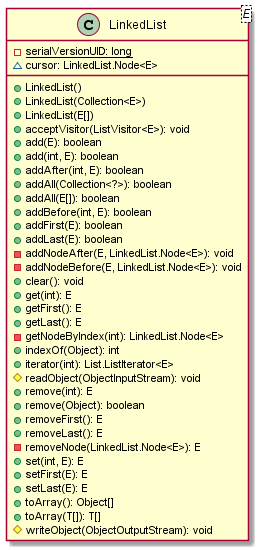 C LinkedList
E
serialVersionUID: long
cursor: LinkedList.Node<E>
LinkedList()
LinkedList(Collection<E>)
LinkedList(E[])
acceptVisitor(ListVisitor<E>): void
add(E): boolean
add(int, E): boolean
addAfter(int, E): boolean
addAll(Collection<?>): boolean
addAll(E[]): boolean
addBefore(int, E): boolean
addFirst(E): boolean
addLast(E): boolean
addNodeAfter(E, LinkedList.Node<E>): void
addNodeBefore(E, LinkedList.Node<E>): void
clear(): void
get(int): E
getFirst(): E
getLast(): E
getNodeByIndex(int): LinkedList.Node<E>
indexOf(Object): int
iterator(int): List.ListIterator<E>
readObject(ObjectInputStream): void
remove(int): E
remove(Object): boolean
removeFirst(): E
removeLast(): E
removeNode(LinkedList.Node<E>): E
set(int, E): E
setFirst(E): E
setLast(E): E
toArray(): Object[]
toArray(T[]): T[]
writeObject(ObjectOutputStream): void